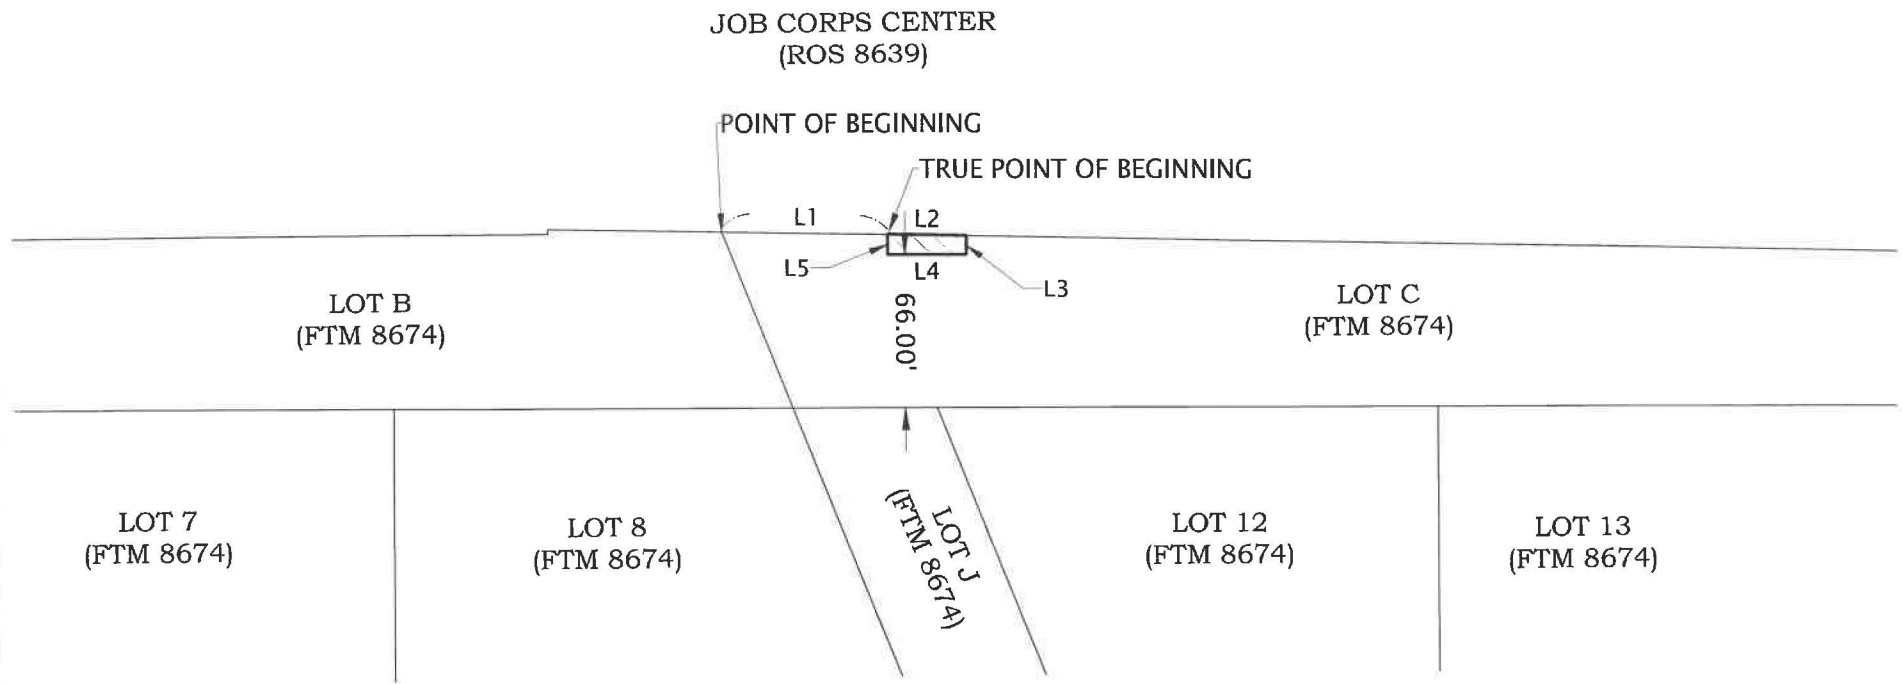 JOB CORPS CENTER
(ROS 8639)
POINT OF BEGINNING
TRUE POINT OF BEGINNING
L1
L2
L5
L4
L3
LOT B
(FTM 8674)
66.00'
LOT C
(FTM 8674)
LOT 7
(FTM 8674)
LOT 8
(FTM 8674)
LOT J
(FTM 8674)
LOT 12
(FTM 8674)
LOT 13
(FTM 8674)